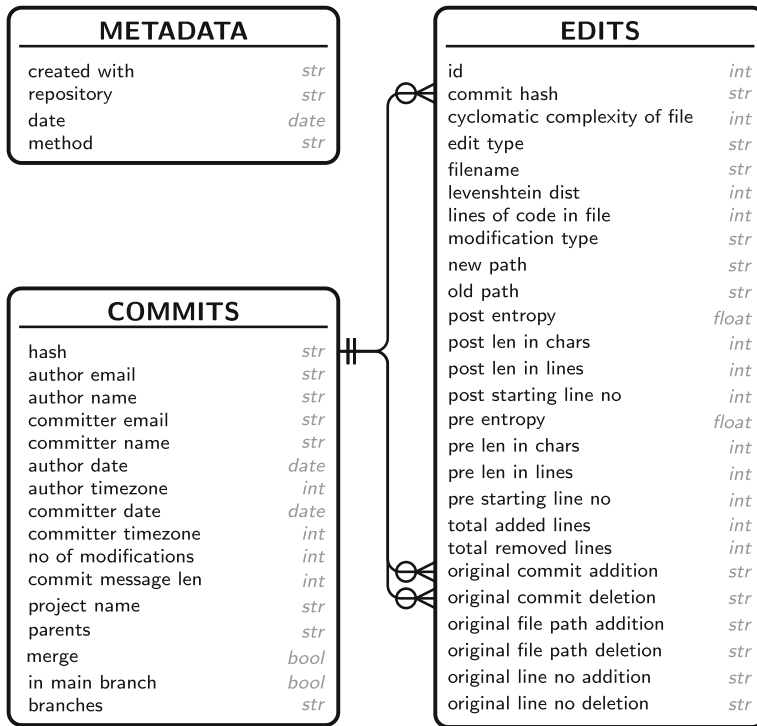 METADATA
created with str
repository str
date date
method str
COMMITS
hash str
author email str
author name str
committer email str
committer name str
author date date
author timezone int
committer date date
committer timezone int
no of modifications int
commit message len int
project name str
parents str
merge bool
in main branch bool
branches str
EDITS
id int
commit hash str
cyclomatic complexity of file int
edit type str
filename str
levenshtein dist int
lines of code in file int
modification type str
new path str
old path str
post entropy float
post len in chars int
post len in lines int
post starting line no int
pre entropy float
pre len in chars int
pre len in lines int
pre starting line no int
total added lines int
total removed lines int
original commit addition str
original commit deletion str
original file path addition str
original file path deletion str
original line no addition str
original line no deletion str